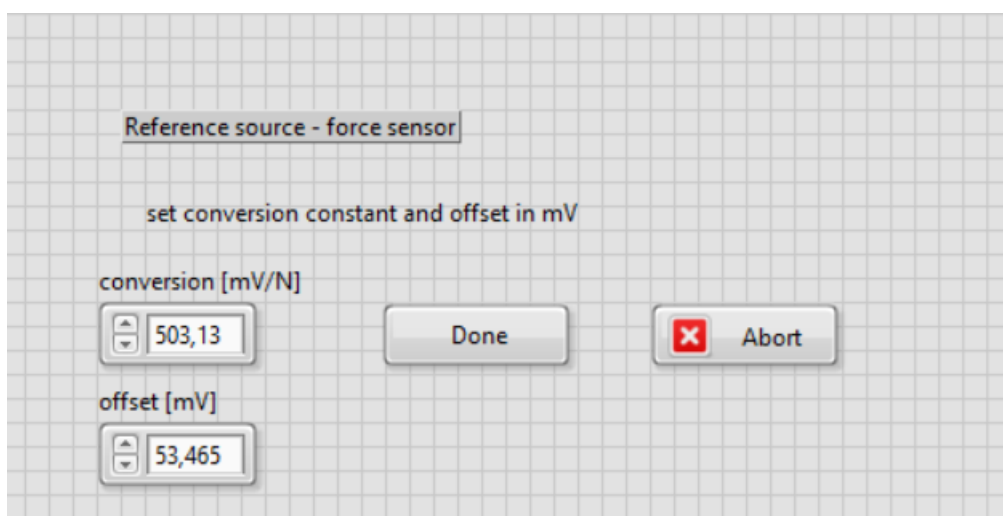 Reference source - force sensor
set conversion constant and offset in mV
conversion [mV/N]
503,13
Done
Abort
offset [mV]
53,465